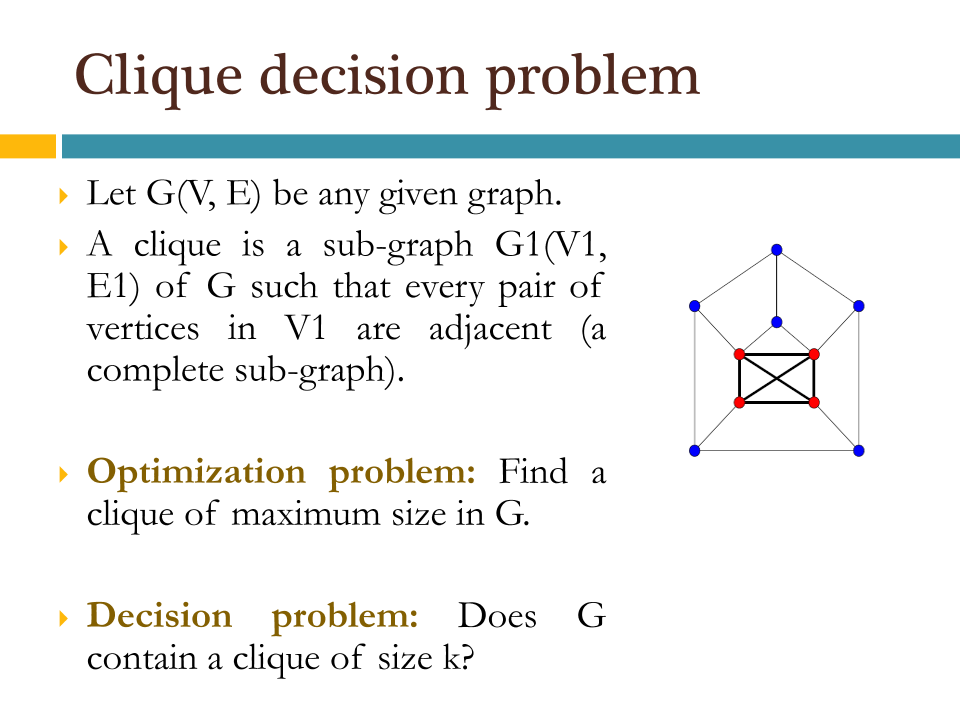 Clique decision problem
Let G(V, E) be any given graph.
A clique is a sub-graph G1(V1,
E1) of G such that every pair of
vertices in V1 are adjacent (a
complete sub-graph).
Optimization problem: Find a
clique of maximum size in G.
Decision problem: Does G
contain a clique of size k?